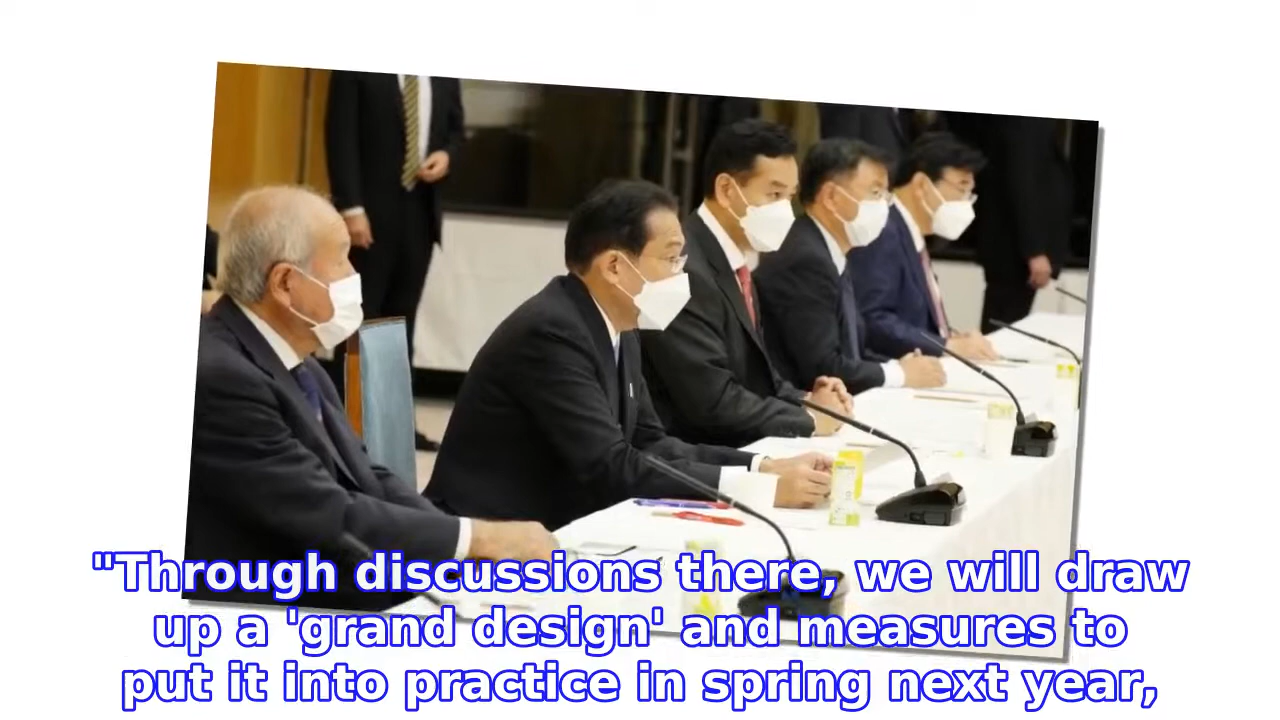 "Through discussions there, we will draw
up a 'grand design' and measures to
put it into practice in spring next year,